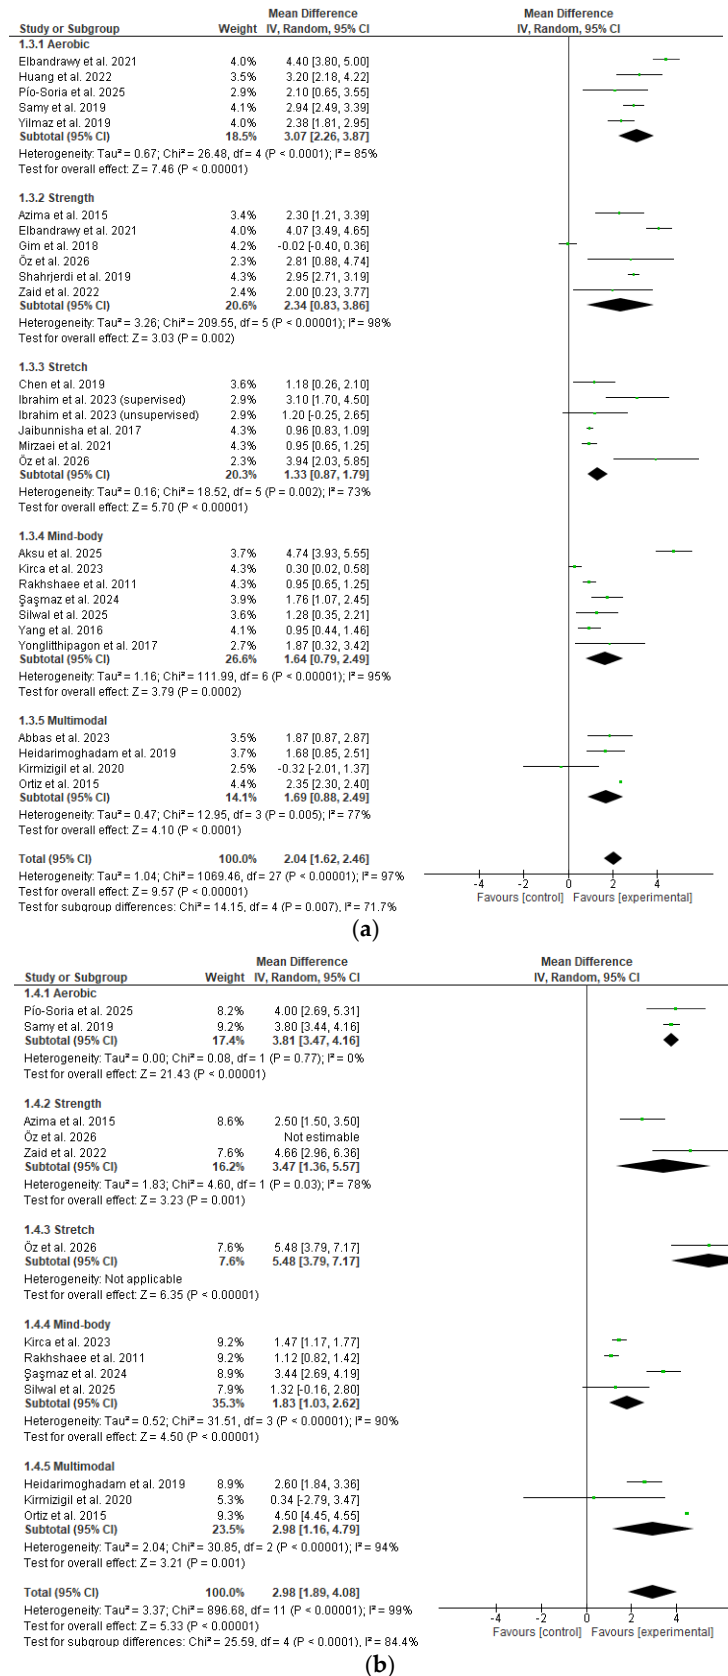 Mean Difference Mean Difference
Study or Subgroup Weight IV, Random, 95% CI IV, Random, 95% CI
1.3.1 Aerobic
Elbandrawy et al. 2021 4.0% 4.40 [3.80, 5.00]
Huang et al. 2022 3.5% 3.20 [2.18, 4.22]
Pío-Soria et al. 2025 2.9% 2.10 [0.65, 3.55]
Samy et al. 2019 4.1% 2.94 [2.49, 3.39]
Yilmaz et al. 2019 4.0% 2.38 [1.81, 2.95]
Subtotal (95% CI) 18.5% 3.07 [2.26, 3.87]
Heterogeneity: Tau² = 0.67; Chi² = 26.48, df = 4 (P < 0.0001); I² = 85%
Test for overall effect: Z = 7.46 (P < 0.00001)
1.3.2 Strength
Azima et al. 2015 3.4% 2.30 [1.21, 3.39]
Elbandrawy et al. 2021 4.0% 4.07 [3.49, 4.65]
Gim et al. 2018 4.2% -0.02 [-0.40, 0.36]
Öz et al. 2026 2.3% 2.81 [0.88, 4.74]
Shahrjerdi et al. 2019 4.3% 2.95 [2.71, 3.19]
Zaid et al. 2022 2.4% 2.00 [0.23, 3.77]
Subtotal (95% CI) 20.6% 2.34 [0.83, 3.86]
Heterogeneity: Tau² = 3.26; Chi² = 209.55, df = 5 (P < 0.00001); I² = 98%
Test for overall effect: Z = 3.03 (P = 0.002)
1.3.3 Stretch
Chen et al. 2019 3.6% 1.18 [0.26, 2.10]
Ibrahim et al. 2023 (supervised) 2.9% 3.10 [1.70, 4.50]
Ibrahim et al. 2023 (unsupervised) 2.9% 1.20 [-0.25, 2.65]
Jaibunnisha et al. 2017 4.3% 0.96 [0.83, 1.09]
Mirzaei et al. 2021 4.3% 0.95 [0.65, 1.25]
Öz et al. 2026 2.3% 3.94 [2.03, 5.85]
Subtotal (95% CI) 20.3% 1.33 [0.87, 1.79]
Heterogeneity: Tau² = 0.16; Chi² = 18.52, df = 5 (P = 0.002); I² = 73%
Test for overall effect: Z = 5.70 (P < 0.00001)
1.3.4 Mind-body
Aksu et al. 2025 3.7% 4.74 [3.93, 5.55]
Kirca et al. 2023 4.3% 0.30 [0.02, 0.58]
Rakhshaee et al. 2011 4.3% 0.95 [0.65, 1.25]
Şaşmaz et al. 2024 3.9% 1.76 [1.07, 2.45]
Silwal et al. 2025 3.6% 1.28 [0.35, 2.21]
Yang et al. 2016 4.1% 0.95 [0.44, 1.46]
Yonglitthipagon et al. 2017 2.7% 1.87 [0.32, 3.42]
Subtotal (95% CI) 26.6% 1.64 [0.79, 2.49]
Heterogeneity: Tau² = 1.16; Chi² = 111.99, df = 6 (P < 0.00001); I² = 95%
Test for overall effect: Z = 3.79 (P = 0.0002)
1.3.5 Multimodal
Abbas et al. 2023 3.5% 1.87 [0.87, 2.87]
Heidarimoghadam et al. 2019 3.7% 1.68 [0.85, 2.51]
Kirmizigil et al. 2020 2.5% -0.32 [-2.01, 1.37]
Ortiz et al. 2015 4.4% 2.35 [2.30, 2.40]
Subtotal (95% CI) 14.1% 1.69 [0.88, 2.49]
Heterogeneity: Tau² = 0.47; Chi² = 12.95, df = 3 (P = 0.005); I² = 77%
Test for overall effect: Z = 4.10 (P < 0.0001)
Total (95% CI) 100.0% 2.04 [1.62, 2.46]
Heterogeneity: Tau² = 1.04; Chi² = 1069.46, df = 27 (P < 0.00001); I² = 97%
Test for overall effect: Z = 9.57 (P < 0.00001)
Test for subgroup differences: Chi² = 14.15, df = 4 (P = 0.007), I² = 71.7%
-4 -2 0 2 4
Favours [control] Favours [experimental]
(a)
Mean Difference Mean Difference
Study or Subgroup Weight IV, Random, 95% CI IV, Random, 95% CI
1.4.1 Aerobic
Pío-Soria et al. 2025 8.2% 4.00 [2.69, 5.31]
Samy et al. 2019 9.2% 3.80 [3.44, 4.16]
Subtotal (95% CI) 17.4% 3.81 [3.47, 4.16]
Heterogeneity: Tau² = 0.00; Chi² = 0.08, df = 1 (P = 0.77); I² = 0%
Test for overall effect: Z = 21.43 (P < 0.00001)
1.4.2 Strength
Azima et al. 2015 8.6% 2.50 [1.50, 3.50]
Öz et al. 2026 Not estimable
Zaid et al. 2022 7.6% 4.66 [2.96, 6.36]
Subtotal (95% CI) 16.2% 3.47 [1.36, 5.57]
Heterogeneity: Tau² = 1.83; Chi² = 4.60, df = 1 (P = 0.03); I² = 78%
Test for overall effect: Z = 3.23 (P = 0.001)
1.4.3 Stretch
Öz et al. 2026 7.6% 5.48 [3.79, 7.17]
Subtotal (95% CI) 7.6% 5.48 [3.79, 7.17]
Heterogeneity: Not applicable
Test for overall effect: Z = 6.35 (P < 0.00001)
1.4.4 Mind-body
Kirca et al. 2023 9.2% 1.47 [1.17, 1.77]
Rakhshaee et al. 2011 9.2% 1.12 [0.82, 1.42]
Şaşmaz et al. 2024 8.9% 3.44 [2.69, 4.19]
Silwal et al. 2025 7.9% 1.32 [-0.16, 2.80]
Subtotal (95% CI) 35.3% 1.83 [1.03, 2.62]
Heterogeneity: Tau² = 0.52; Chi² = 31.51, df = 3 (P < 0.00001); I² = 90%
Test for overall effect: Z = 4.50 (P < 0.00001)
1.4.5 Multimodal
Heidarimoghadam et al. 2019 8.9% 2.60 [1.84, 3.36]
Kirmizigil et al. 2020 5.3% 0.34 [-2.79, 3.47]
Ortiz et al. 2015 9.3% 4.50 [4.45, 4.55]
Subtotal (95% CI) 23.5% 2.98 [1.16, 4.79]
Heterogeneity: Tau² = 2.04; Chi² = 30.85, df = 2 (P < 0.00001); I² = 94%
Test for overall effect: Z = 3.21 (P = 0.001)
Total (95% CI) 100.0% 2.98 [1.89, 4.08]
Heterogeneity: Tau² = 3.37; Chi² = 896.68, df = 11 (P < 0.00001); I² = 99%
Test for overall effect: Z = 5.33 (P < 0.00001)
Test for subgroup differences: Chi² = 25.59, df = 4 (P < 0.0001), I² = 84.4%
-4 -2 0 2 4
Favours [control] Favours [experimental]
(b)